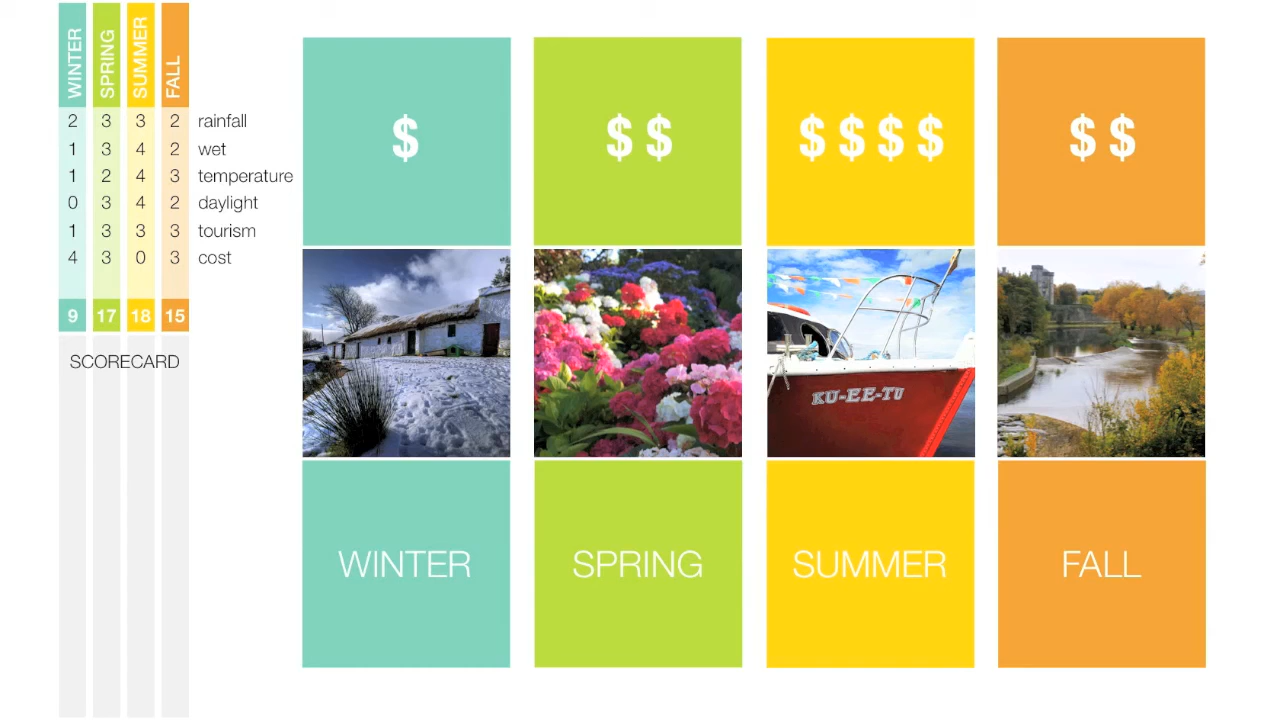 WINTER SPRING SUMMER FALL
2 3 3 2 rainfall
1 3 4 2 wet
1 2 4 3 temperature
0 3 4 2 daylight
1 3 3 3 tourism
4 3 0 3 cost
9 17 18 15
SCORECARD
$ $ $ $ $ $ $ $ $
KU-EE-TU
WINTER SPRING SUMMER FALL